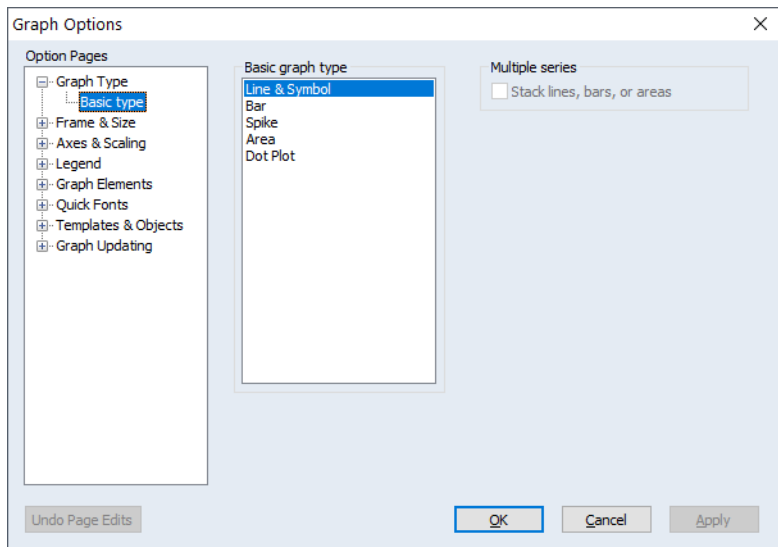 Graph Options
Option Pages
Graph Type
Basic type
Frame & Size
Axes & Scaling
Legend
Graph Elements
Quick Fonts
Templates & Objects
Graph Updating
Basic graph type
Line & Symbol
Bar
Spike
Area
Dot Plot
Multiple series
Stack lines, bars, or areas
Undo Page Edits
OK
Cancel
Apply